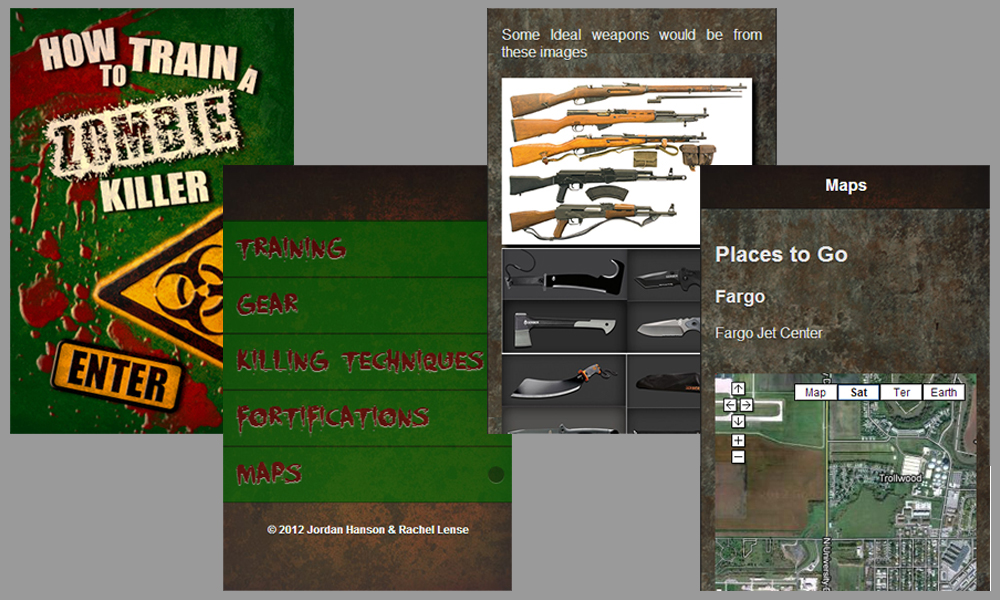 HOW TO TRAIN A
ZOMBIE
KILLER
ENTER
TRAINING
GEAR
KILLING TECHNIQUES
FORTIFICATIONS
MAPS
© 2012 Jordan Hanson & Rachel Lense
Some Ideal weapons would be from
these images
Maps
Places to Go
Fargo
Fargo Jet Center
Map Sat Ter Earth
Trollwood
N University